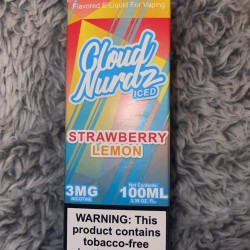 Flavored E-Liquid For Vaping
Cloud
Nurdz
ICED
STRAWBERRY
LEMON
3MG
NICOTINE
Net Contents:
100ML
3.38 OZ. FL.
WARNING: This
product contains
tobacco-free